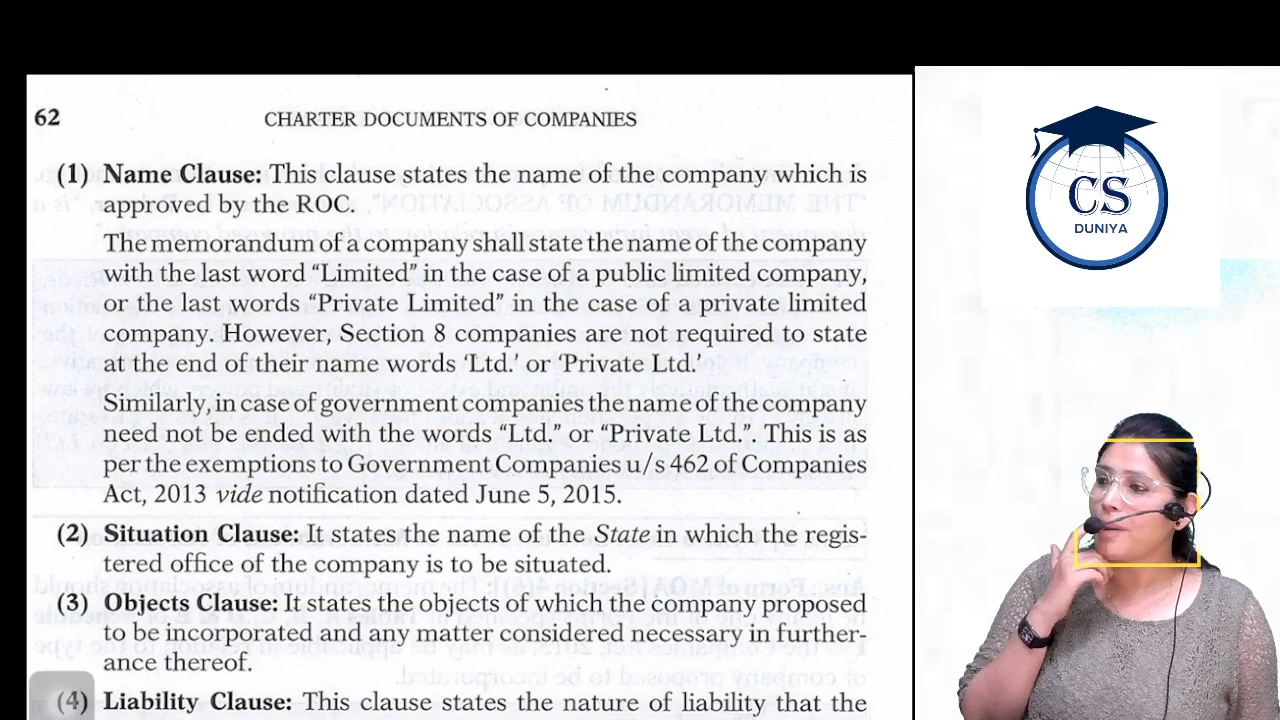 62
CHARTER DOCUMENTS OF COMPANIES
(1) Name Clause: This clause states the name of the company which is
approved by the ROC.
The memorandum of a company shall state the name of the company
with the last word “Limited” in the case of a public limited company,
or the last words “Private Limited” in the case of a private limited
company. However, Section 8 companies are not required to state
at the end of their name words ‘Ltd.’ or ‘Private Ltd.’
Similarly, in case of government companies the name of the company
need not be ended with the words “Ltd.” or “Private Ltd.”. This is as
per the exemptions to Government Companies u/s 462 of Companies
Act, 2013 vide notification dated June 5, 2015.
(2) Situation Clause: It states the name of the State in which the regis-
tered office of the company is to be situated.
(3) Objects Clause: It states the objects of which the company proposed
to be incorporated and any matter considered necessary in further-
ance thereof.
(4) Liability Clause: This clause states the nature of liability that the
CS
DUNIYA